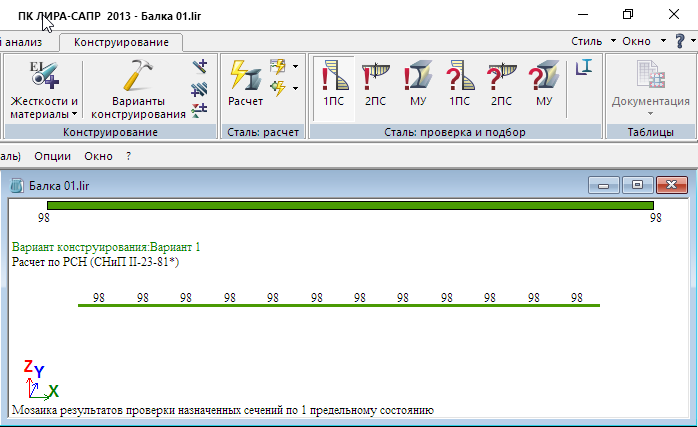 ПК ЛИРА-САПР 2013 - Балка 01.lir
й анализ Конструирование Стиль Окно ?
Жесткости и материалы Варианты конструирования Расчет 1ПС 2ПС МУ 1ПС 2ПС МУ Документация
Конструирование Сталь: расчет Сталь: проверка и подбор Таблицы
аль) Опции Окно ?
Балка 01.lir
98 98
Вариант конструирования:Вариант 1
Расчет по РСН (СНиП II-23-81*)
98 98 98 98 98 98 98 98 98 98 98 98
Z
Y
X
Мозаика результатов проверки назначенных сечений по 1 предельному состоянию